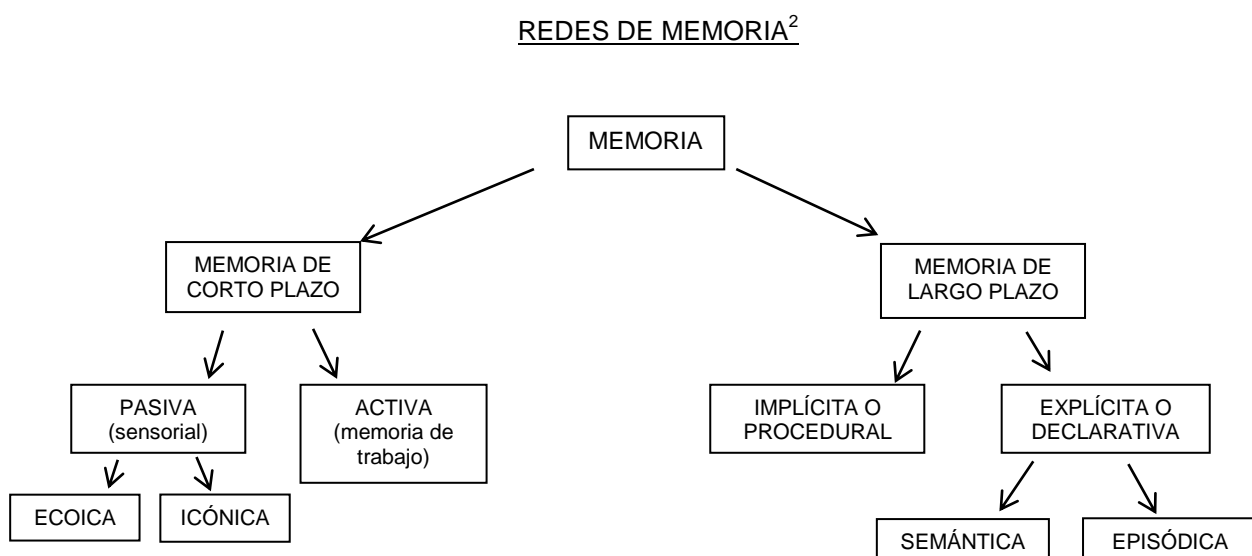 REDES DE MEMORIA²
MEMORIA
MEMORIA DE
CORTO PLAZO
MEMORIA DE
LARGO PLAZO
PASIVA
(sensorial)
ACTIVA
(memoria de
trabajo)
IMPLÍCITA O
PROCEDURAL
EXPLÍCITA O
DECLARATIVA
ECOICA
ICÓNICA
SEMÁNTICA
EPISÓDICA